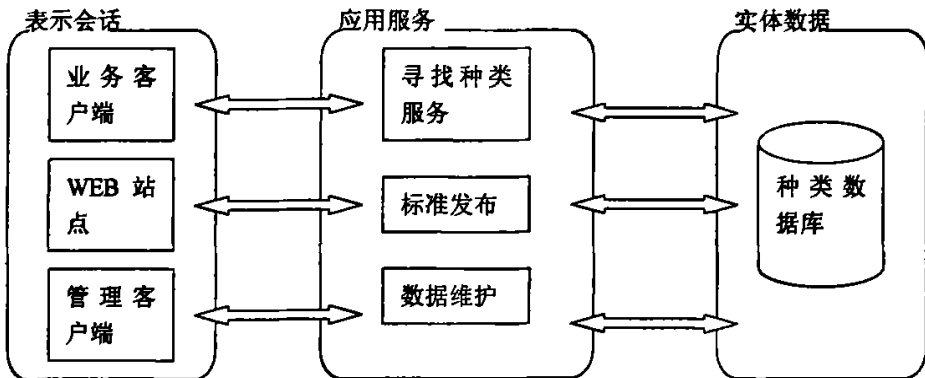 表示会话
应用服务
实体数据
业务客
户端
寻找种类
服务
WEB 站
点
标准发布
种类数
据库
管理客
户端
数据维护